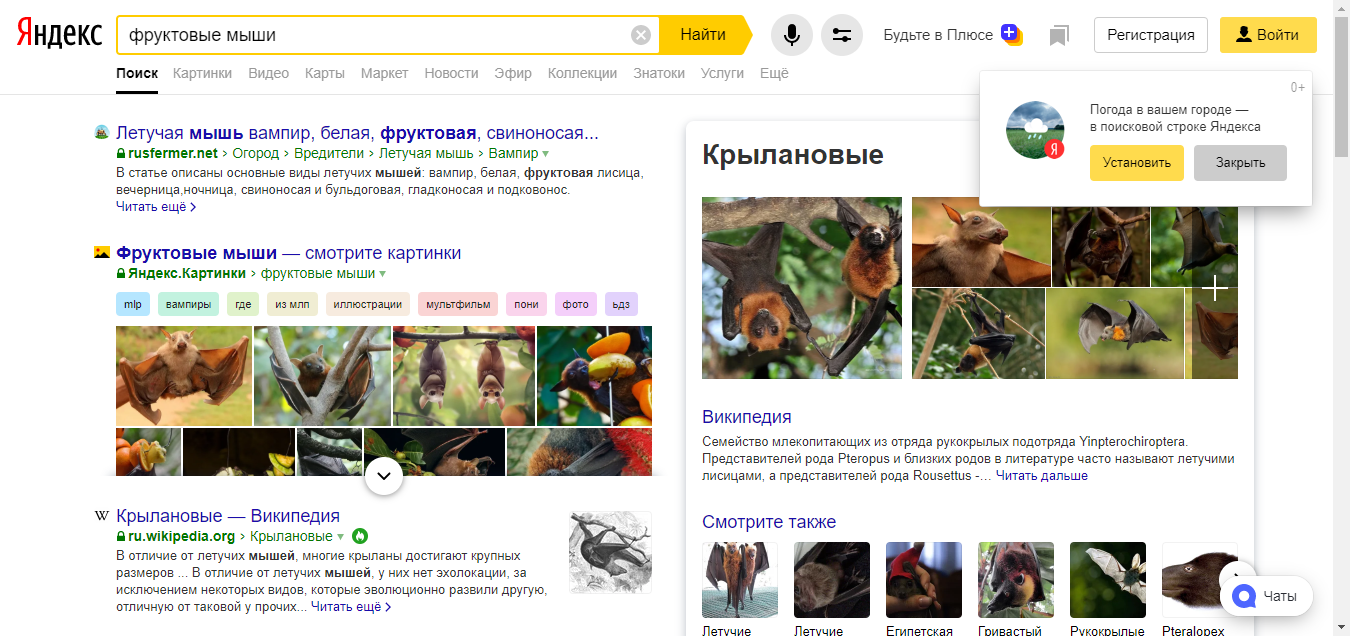 Яндекс
фруктовые мыши
Найти
Будьте в Плюсе
Регистрация
Войти
Поиск Картинки Видео Карты Маркет Новости Эфир Коллекции Знатоки Услуги Ещё
0+
Погода в вашем городе —
в поисковой строке Яндекса
Я
Установить
Закрыть
Летучая мышь вампир, белая, фруктовая, свиноносая...
rusfermer.net › Огород › Вредители › Летучая мышь › Вампир
В статье описаны основные виды летучих мышей: вампир, белая, фруктовая лисица,
вечерница,ночница, свиноносая и бульдоговая, гладконосая и подковонос.
Читать ещё
Фруктовые мыши — смотрите картинки
Яндекс.Картинки › фруктовые мыши
mlp вампиры где из млп иллюстрации мультфильм пони фото ьдз
W
Крылановые — Википедия
ru.wikipedia.org › Крылановые
В отличие от летучих мышей, многие крыланы достигают крупных
размеров ... В отличие от летучих мышей, у них нет эхолокации, за
исключением некоторых видов, которые эволюционно развили другую,
отличную от таковой у прочих... Читать ещё
Крылановые
Википедия
Семейство млекопитающих из отряда рукокрылых подотряда Yinpterochiroptera.
Представителей рода Pteropus и близких родов в литературе часто называют летучими
лисицами, а представителей рода Rousettus -... Читать дальше
Смотрите также
Летучие Летучие Египетская Гривастый Рукокрылые Pteralopex
Чаты